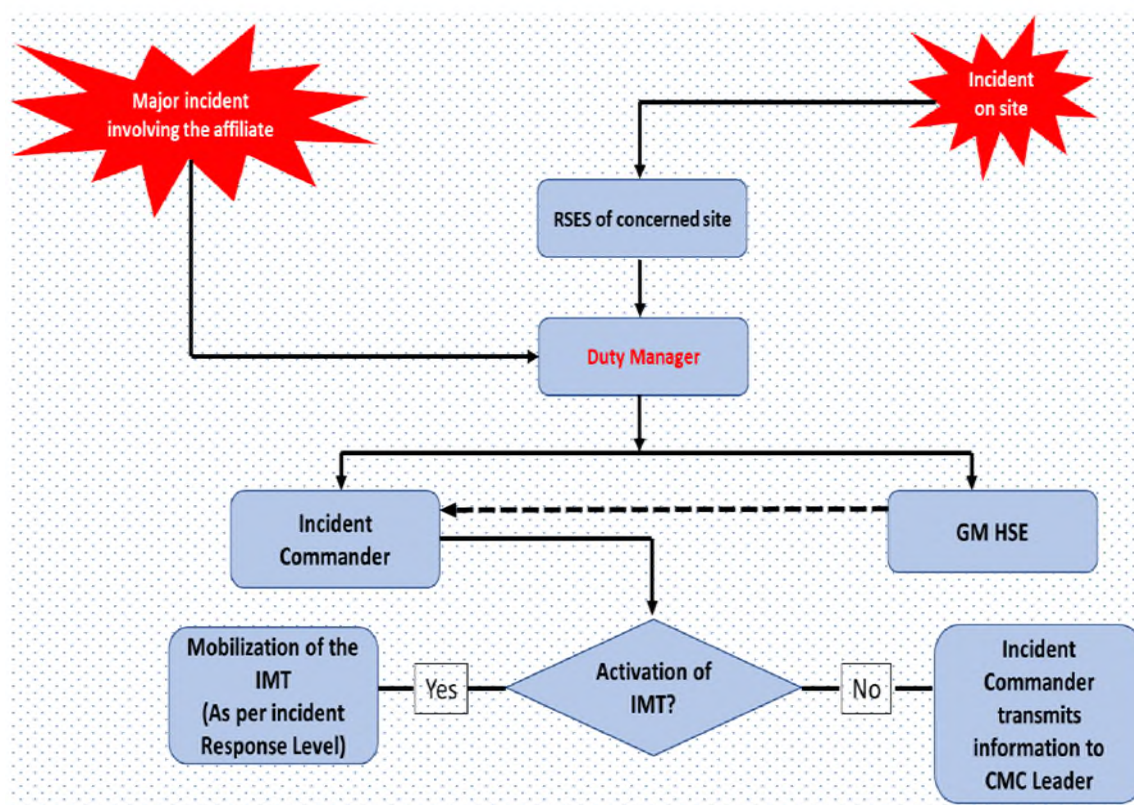 Major incident
involving the affiliate
Incident
on site
RSES of concerned site
Duty Manager
Incident
Commander
GM HSE
Mobilization of the
IMT
(As per incident
Response Level)
Yes
Activation of
IMT?
No
Incident
Commander
transmits
information to
CMC Leader